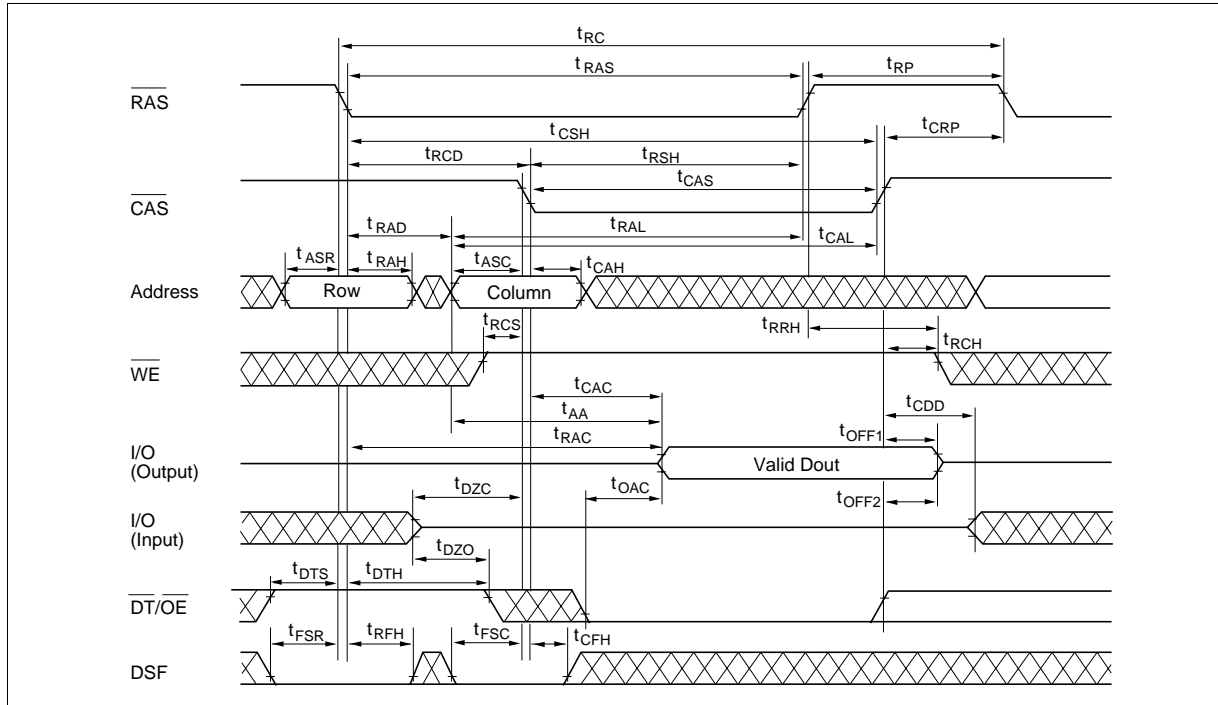 tRC
tRAS tRP
RAS
tCSH tCRP
tRCD tRSH
tCAS
CAS
tRAD tRAL
tCAL
tASR tRAH tASC tCAH
Address Row Column
tRCS tRRH
tRCH
WE
tCAC tCDD
tAA
tRAC tOFF1
I/O
(Output) Valid Dout
tDZC tOAC tOFF2
I/O
(Input)
tDZO
tDTS tDTH
DT/OE
tFSR tRFH tFSC tCFH
DSF